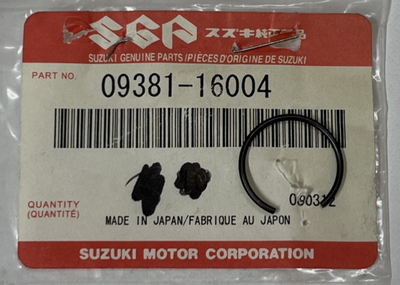 SGP スズキ純正部品
SUZUKI GENUINE PARTS/PIÈCES D'ORIGINE DE SUZUKI
PART NO. 09381-16004
QUANTITY
(QUANTITÉ)
MADE IN JAPAN/FABRIQUE AU JAPON
SUZUKI MOTOR CORPORATION